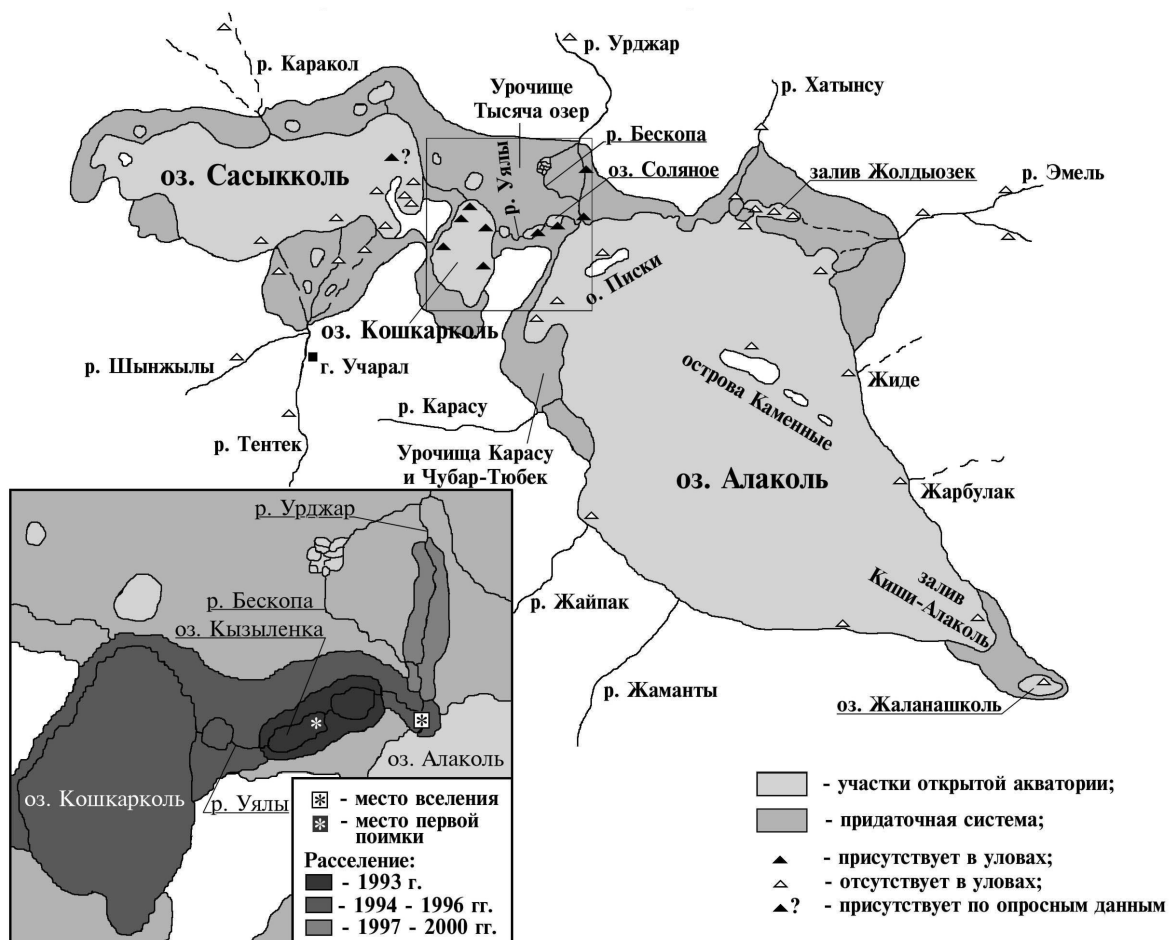 р. Каракол
р. Урджар
Урочище
Тысяча озер
р. Хатынсу
р. Бескопа
оз. Соляное
залив Жолдыозек
р. Эмель
оз. Сасыкколь
?
р. Уялы
о. Писки
оз. Кошкарколь
р. Шынжылы
г. Учарал
р. Тентек
р. Карасу
Урочища Карасу
и Чубар-Тюбек
острова Каменные
Жиде
оз. Алаколь
Жарбулак
залив
Киши-Алаколь
р. Жайпак
р. Жаманты
оз. Жаланашколь
р. Урджар
р. Бескопа
оз. Кызыленка
оз. Алаколь
оз. Кошкарколь
р. Уялы
- место вселения
- место первой
поимки
Расселение:
- 1993 г.
- 1994 - 1996 гг.
- 1997 - 2000 гг.
- участки открытой акватории;
- придаточная система;
- присутствует в уловах;
- отсутствует в уловах;
? - присутствует по опросным данным